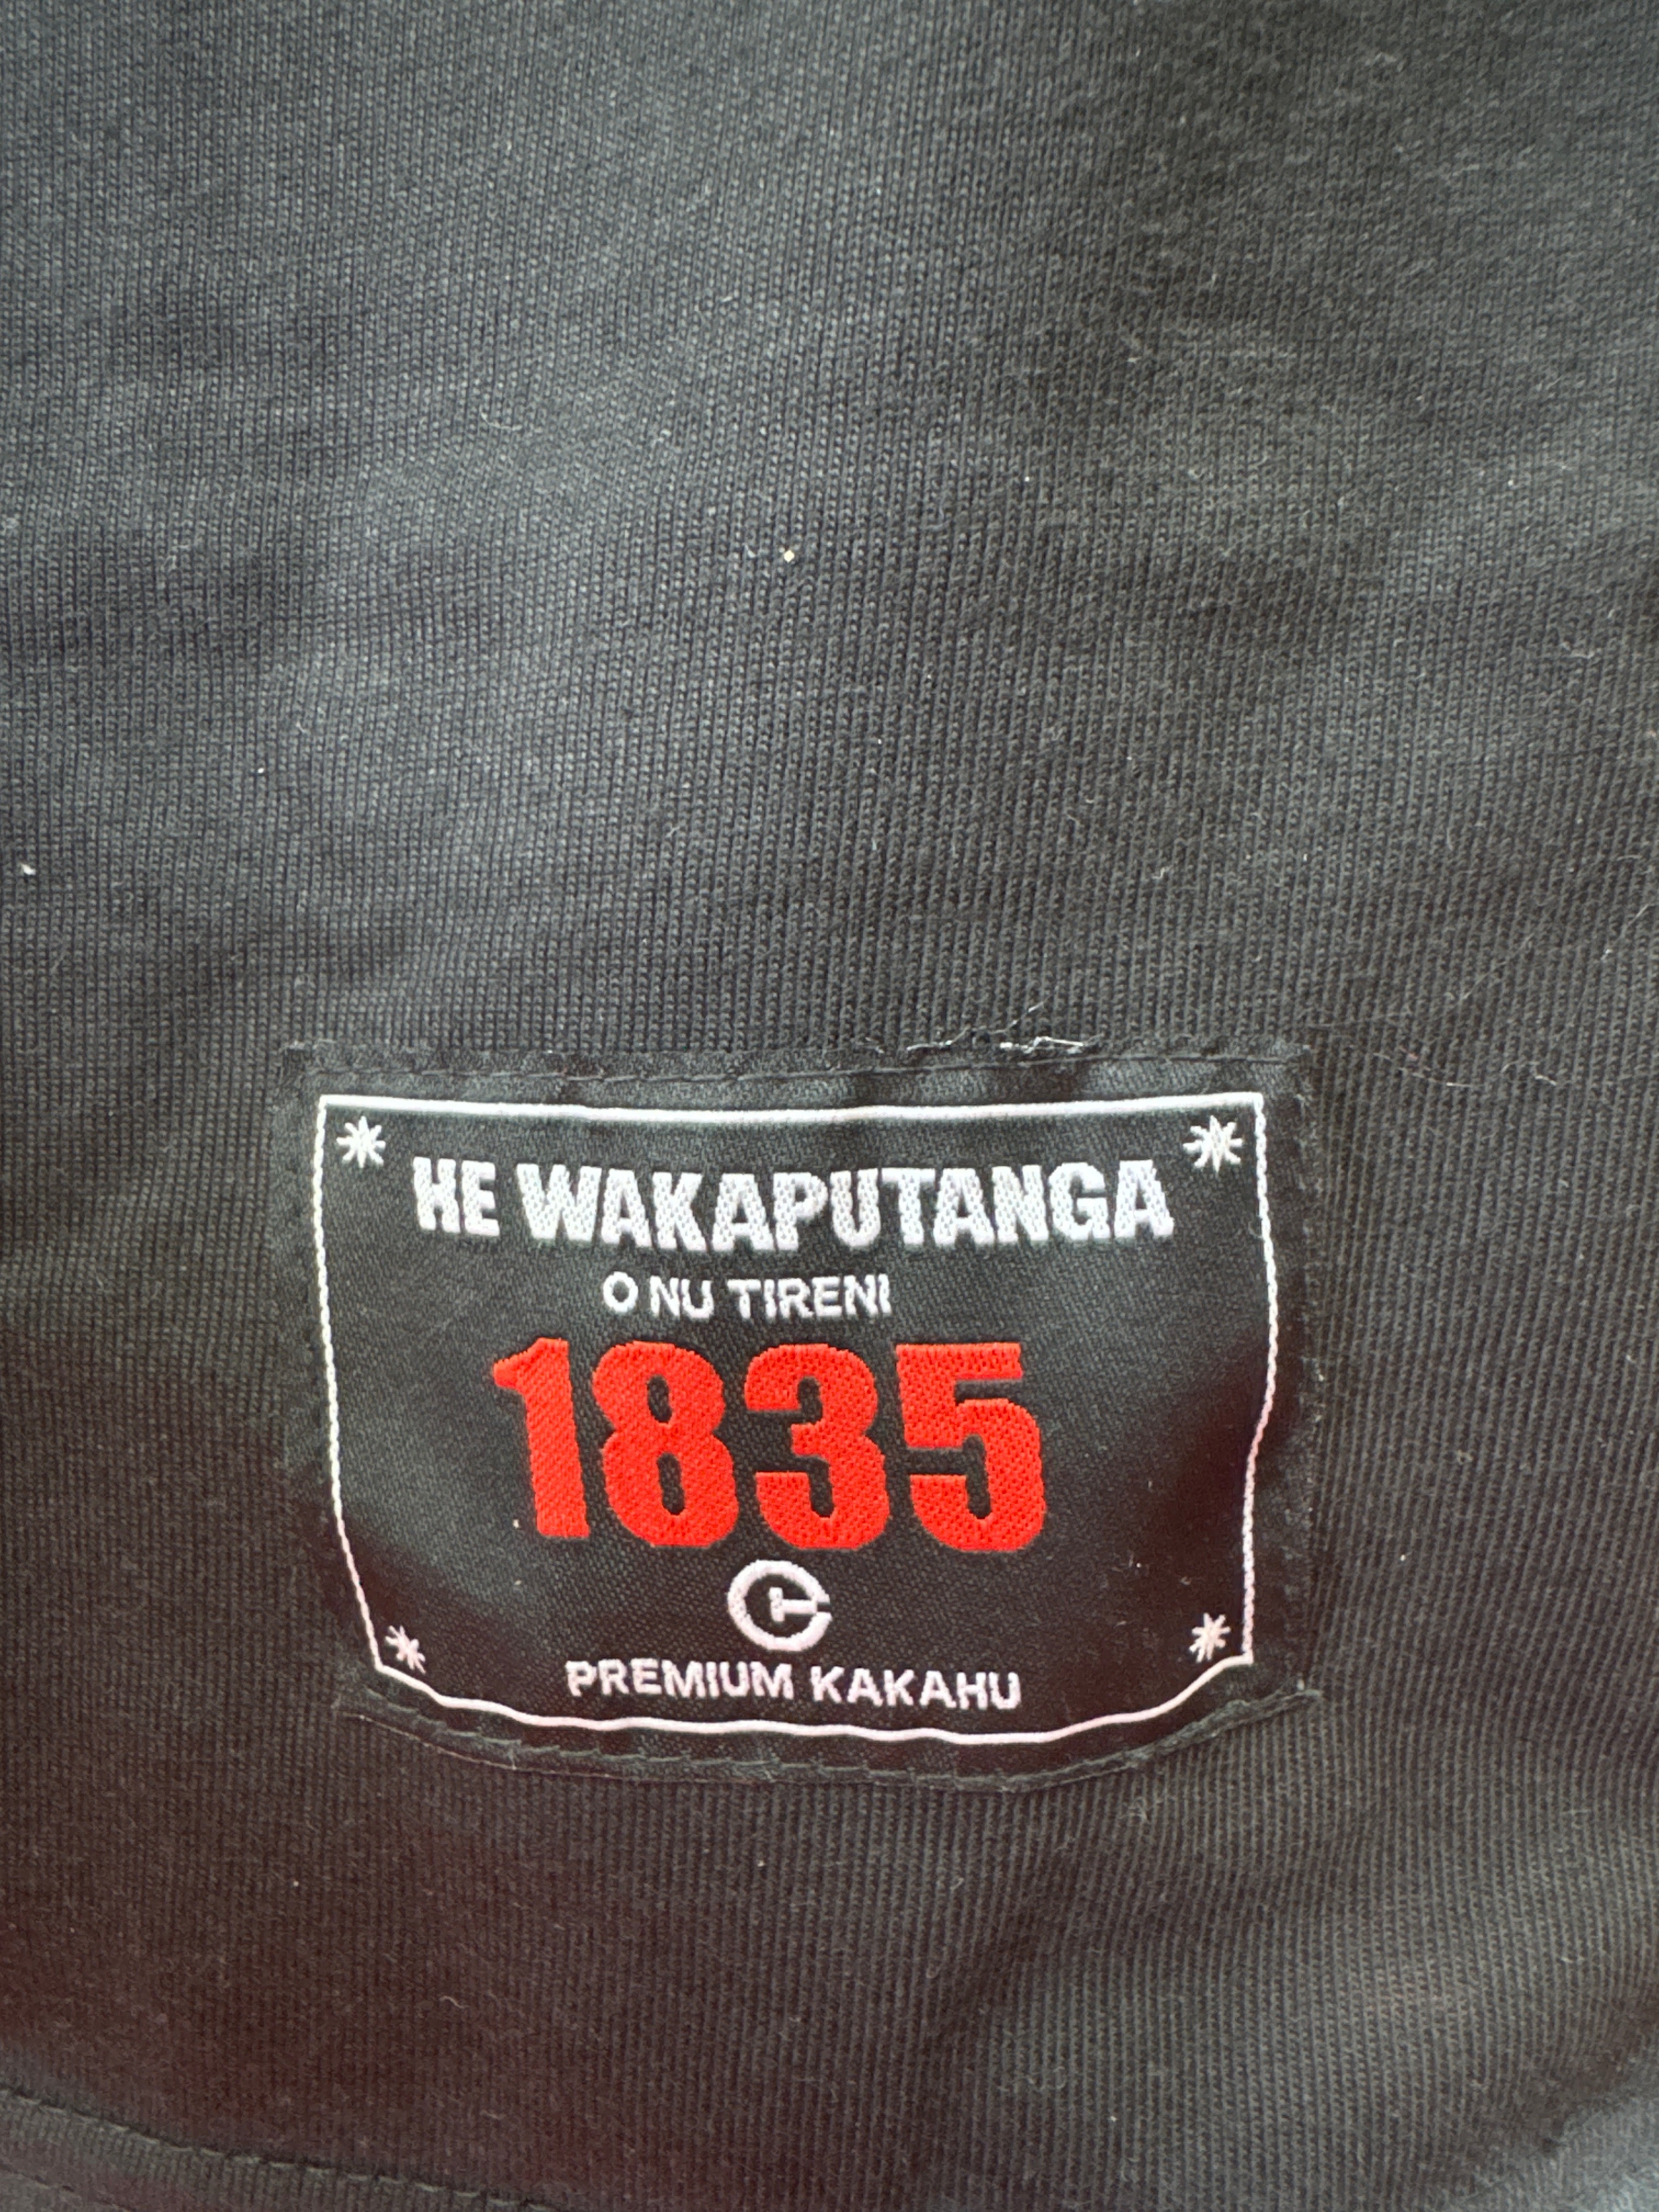 HE WAKAPUTANGA
O NU TIRENI
1835
PREMIUM KAKAHU